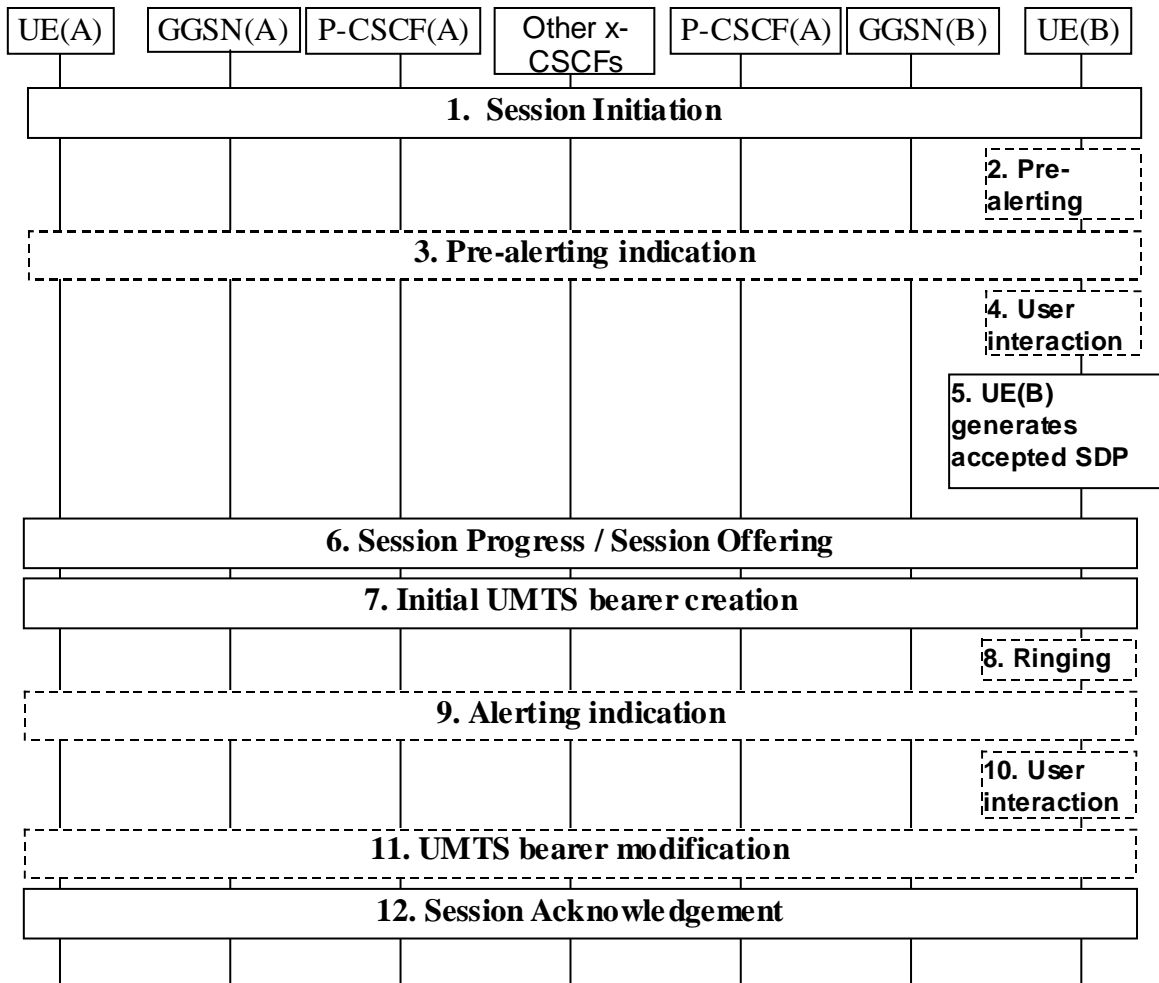 UE(A)
GGSN(A)
P-CSCF(A)
Other x-
CSCFs
P-CSCF(A)
GGSN(B)
UE(B)
1. Session Initiation
2. Pre-
alerting
3. Pre-alerting indication
4. User
interaction
5. UE(B)
generates
accepted SDP
6. Session Progress / Session Offering
7. Initial UMTS bearer creation
8. Ringing
9. Alerting indication
10. User
interaction
11. UMTS bearer modification
12. Session Acknowledgement